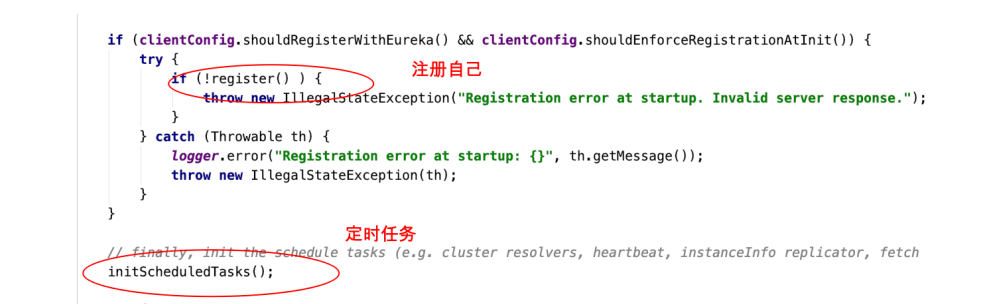 if (clientConfig.shouldRegisterWithEureka() && clientConfig.shouldEnforceRegistrationAtInit()) {
try {
if (!register() ) {
注册自己
throw new IllegalStateException("Registration error at startup. Invalid server response.");
}
} catch (Throwable th) {
logger.error("Registration error at startup: {}", th.getMessage());
throw new IllegalStateException(th);
}
}
定时任务
// finally, init the schedule tasks (e.g. cluster resolvers, heartbeat, instanceInfo replicator, fetch
initScheduledTasks();